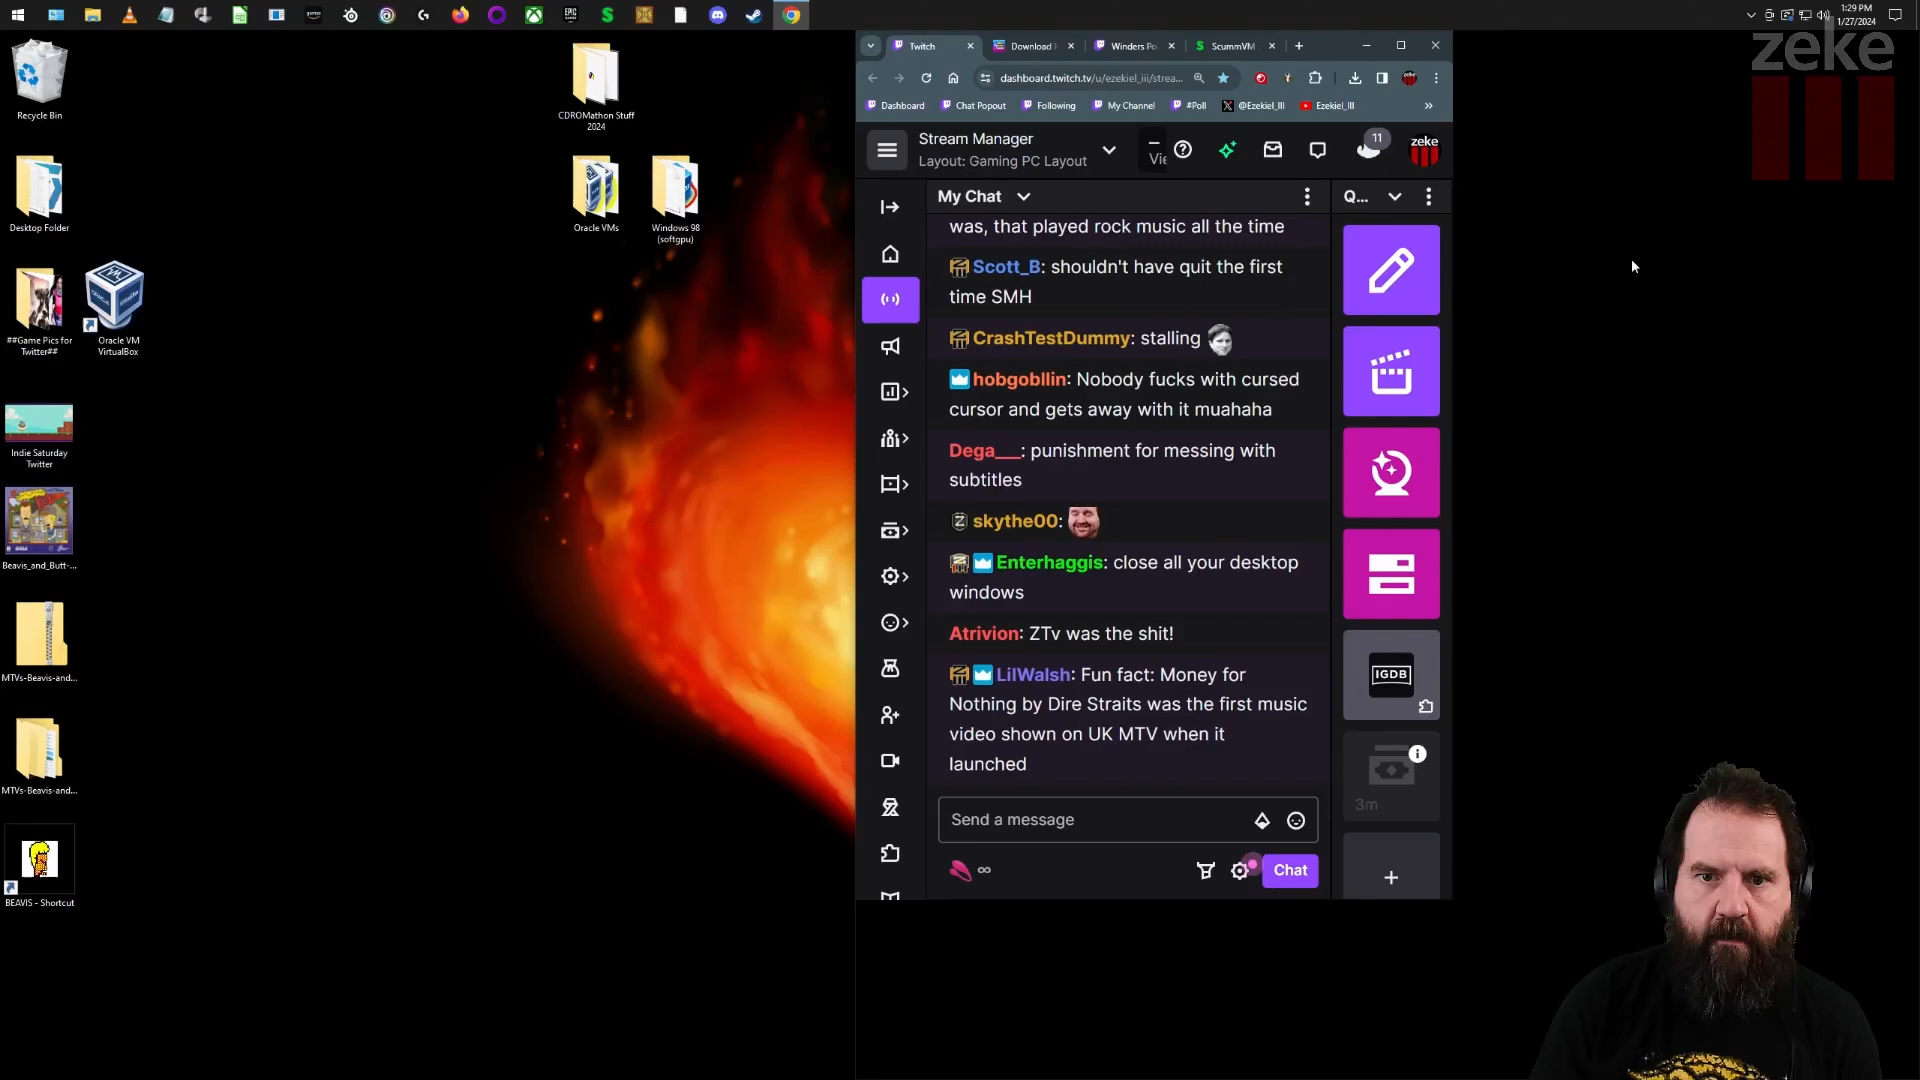 1:29 PM
1/27/2024
zeke
Recycle Bin
CDROMathon Stuff
2024
Desktop Folder
Oracle VMs
Windows 98
(softgpu)
##Game Pics for
Twitter##
Oracle VM
VirtualBox
Indie Saturday
Twitter
Beavis_and_Butt-...
MTVs-Beavis-and...
MTVs-Beavis-and...
BEAVIS - Shortcut
Twitch
Download
Winders Po
ScummVM
dashboard.twitch.tv/u/ezekiel_iii/strea...
Dashboard
Chat Popout
Following
My Channel
#Poll
@Ezekiel_III
Ezekiel_III
Stream Manager
Layout: Gaming PC Layout
Vi
11
zeke
My Chat
Q...
was, that played rock music all the time
Scott_B: shouldn't have quit the first
time SMH
CrashTestDummy: stalling
hobgobllin: Nobody fucks with cursed
cursor and gets away with it muahaha
Dega___: punishment for messing with
subtitles
skythe00:
Enterhaggis: close all your desktop
windows
Atrivion: ZTv was the shit!
LilWalsh: Fun fact: Money for
Nothing by Dire Straits was the first music
video shown on UK MTV when it
launched
IGDB
3m
Send a message
Chat